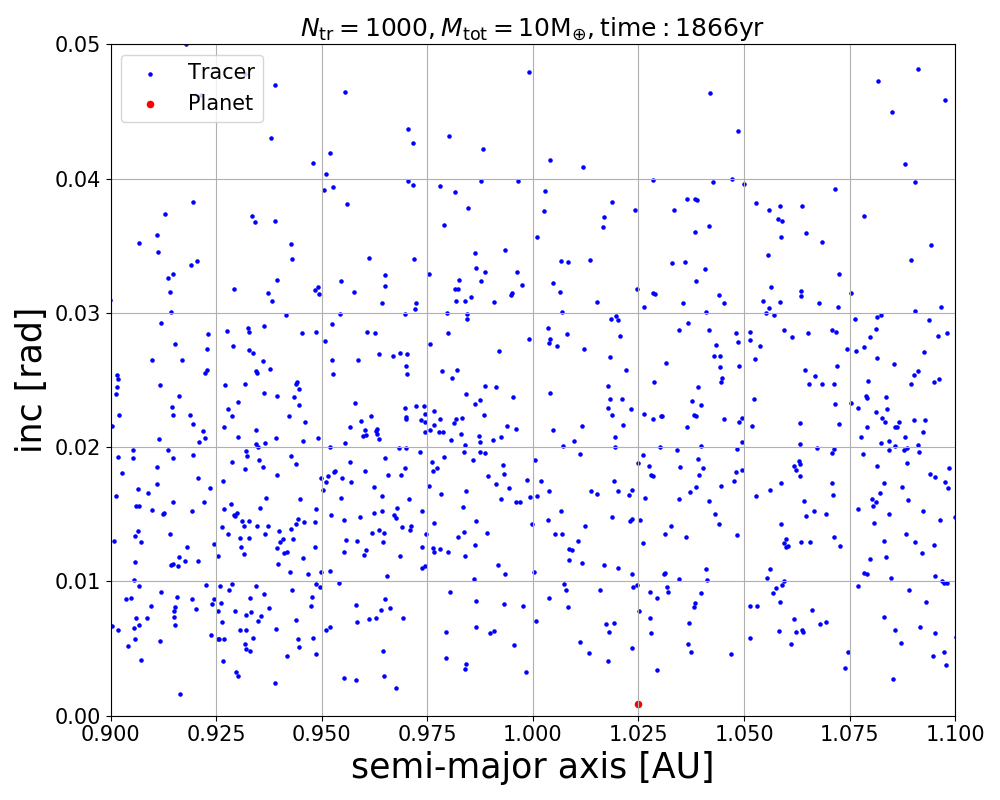 N_tr = 1000, M_tot = 10M_⊕, time : 1866yr
Tracer
Planet
0.05
0.04
0.03
0.02
0.01
0.00
inc [rad]
0.900 0.925 0.950 0.975 1.000 1.025 1.050 1.075 1.100
semi-major axis [AU]